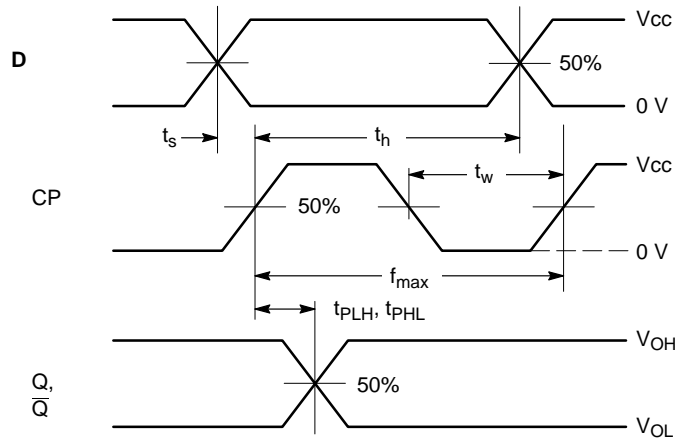 Vcc
D
50%
0 V
ts
th
Vcc
tw
CP
50%
0 V
fmax
tPLH, tPHL
VOH
Q,
Q̅
50%
VOL